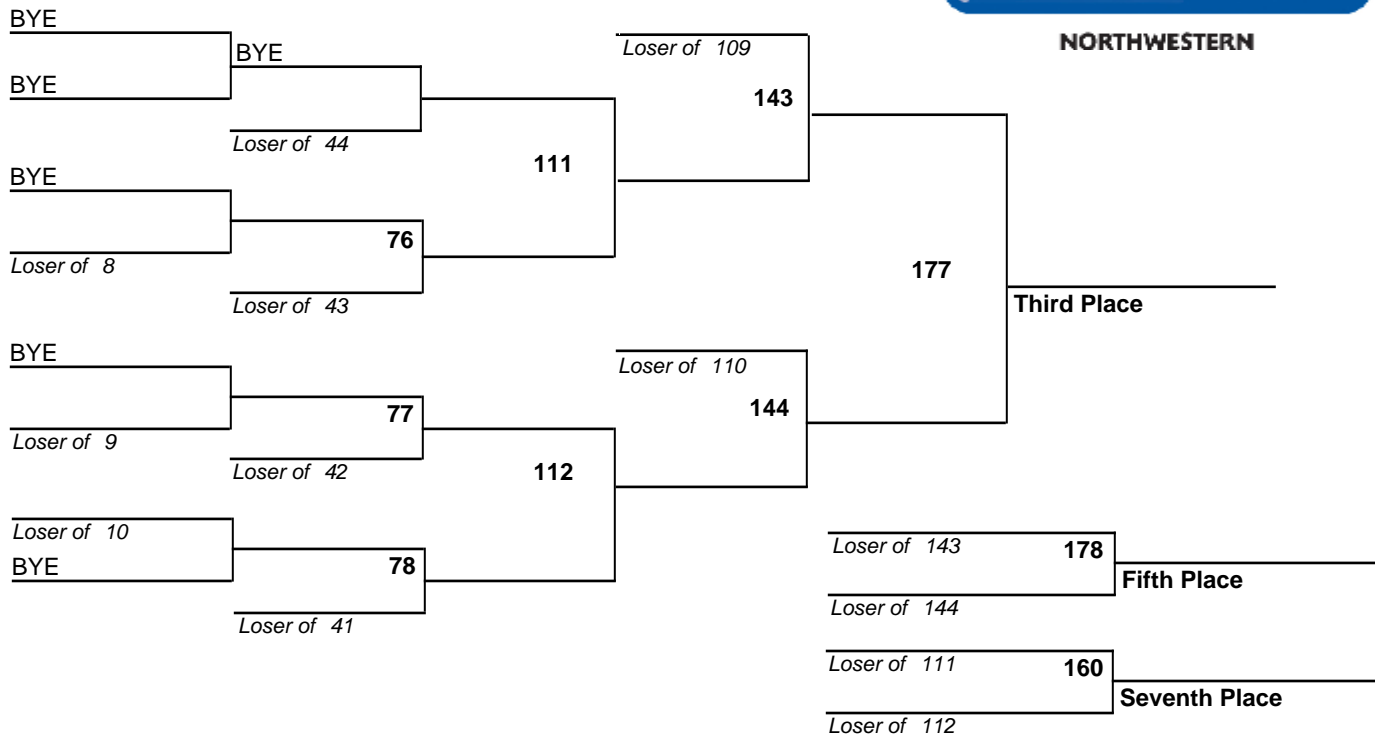 BYE
NORTHWESTERN
BYE
Loser of 109
BYE
143
Loser of 44
111
BYE
76
Loser of 8
177
Loser of 43
Third Place
BYE
Loser of 110
77
144
Loser of 9
Loser of 42
112
Loser of 10
Loser of 143
178
BYE
78
Fifth Place
Loser of 144
Loser of 41
Loser of 111
160
Seventh Place
Loser of 112